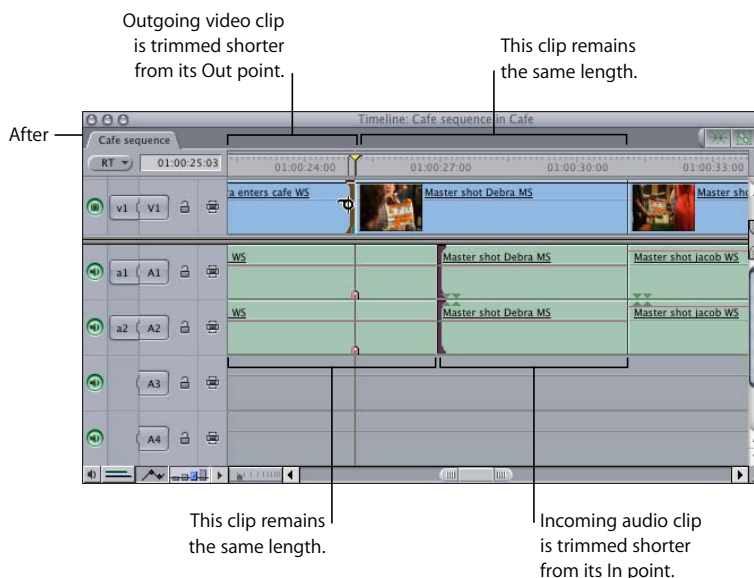 Outgoing video clip
is trimmed shorter
from its Out point.
This clip remains
the same length.
After
Timeline: Cafe sequence in Cafe
Cafe sequence
RT
01:00:25:03
01:00:24:00
01:00:27:00
01:00:30:00
01:00:33:00
v1
V1
a enters cafe WS
Master shot Debra MS
Master sh
a1
A1
WS
Master shot Debra MS
Master shot jacob WS
a2
A2
WS
Master shot Debra MS
Master shot jacob WS
A3
A4
This clip remains
the same length.
Incoming audio clip
is trimmed shorter
from its In point.